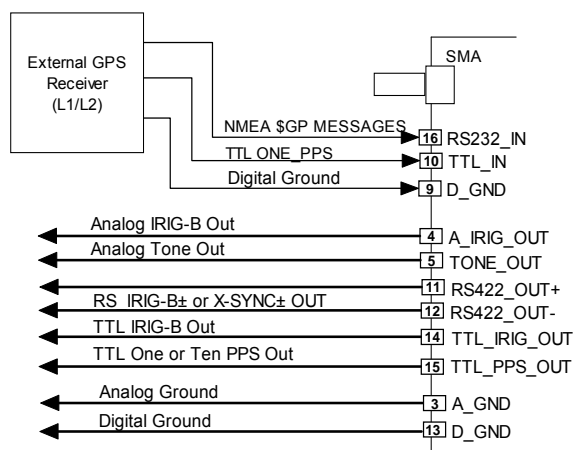 External GPS
Receiver
(L1/L2)
SMA
NMEA $GP MESSAGES
16 RS232_IN
TTL ONE_PPS
10 TTL_IN
Digital Ground
9 D_GND
Analog IRIG-B Out
4 A_IRIG_OUT
Analog Tone Out
5 TONE_OUT
11 RS422_OUT+
RS IRIG-B± or X-SYNC± OUT
12 RS422_OUT-
TTL IRIG-B Out
14 TTL_IRIG_OUT
TTL One or Ten PPS Out
15 TTL_PPS_OUT
Analog Ground
3 A_GND
Digital Ground
13 D_GND